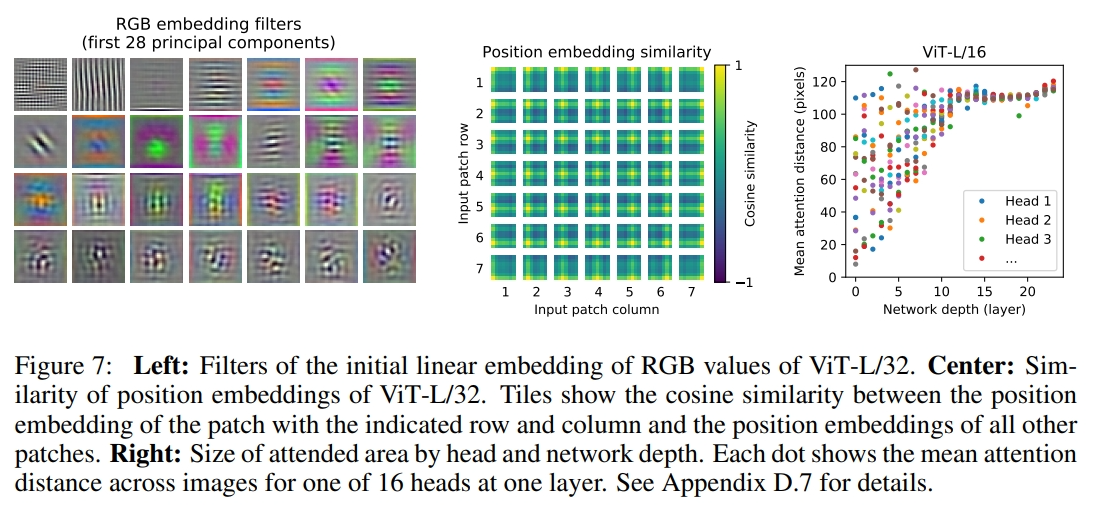 RGB embedding filters
(first 28 principal components)
Position embedding similarity
1
2
3
4
5
6
7
Input patch row
1 2 3 4 5 6 7
Input patch column
1
−1
Cosine similarity
ViT-L/16
120
100
80
60
40
20
0
Mean attention distance (pixels)
Head 1
Head 2
Head 3
...
0 5 10 15 20
Network depth (layer)
Figure 7: Left: Filters of the initial linear embedding of RGB values of ViT-L/32. Center: Sim-
ilarity of position embeddings of ViT-L/32. Tiles show the cosine similarity between the position
embedding of the patch with the indicated row and column and the position embeddings of all other
patches. Right: Size of attended area by head and network depth. Each dot shows the mean attention
distance across images for one of 16 heads at one layer. See Appendix D.7 for details.